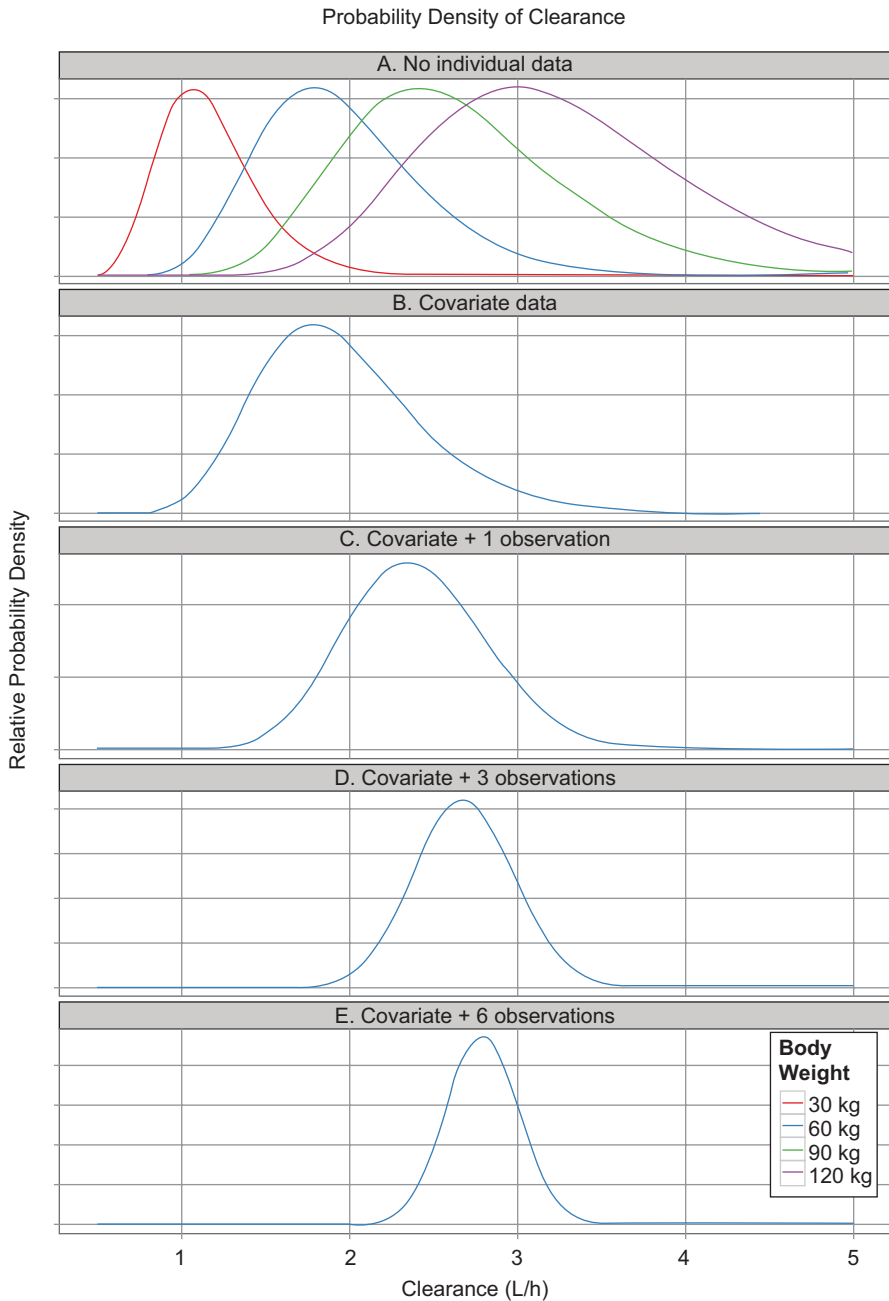 Probability Density of Clearance
A. No individual data
B. Covariate data
C. Covariate + 1 observation
D. Covariate + 3 observations
E. Covariate + 6 observations
Relative Probability Density
Body
Weight
30 kg
60 kg
90 kg
120 kg
1 2 3 4 5
Clearance (L/h)